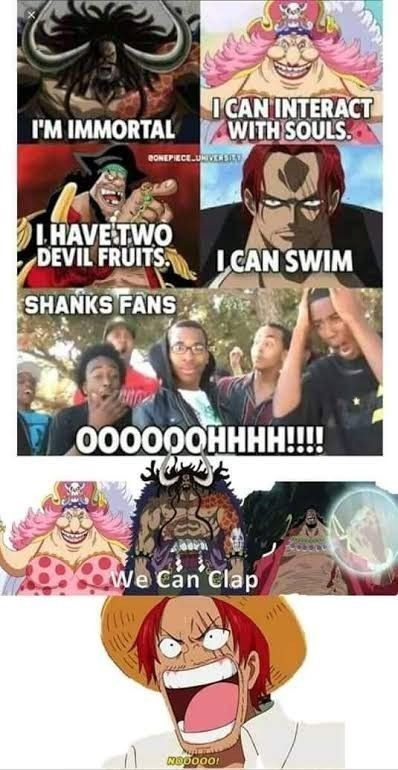 I'M IMMORTAL
I CAN INTERACT
WITH SOULS.
@ONEPIECE_UNIVERSITY
I HAVE TWO
DEVIL FRUITS.
I CAN SWIM
SHANKS FANS
OOOOOOHHHH!!!!
We Can Clap
NOOOOO!